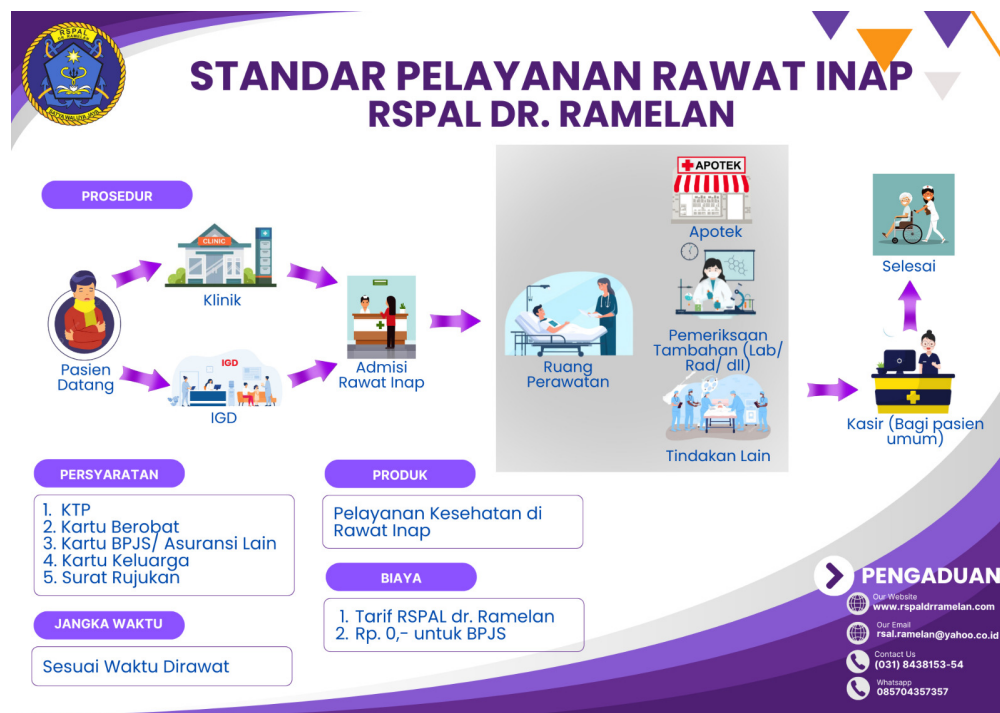 RSPAL
DR. RAMELAN
STANDAR PELAYANAN RAWAT INAP
RSPAL DR. RAMELAN
PROSEDUR
Pasien
Datang
CLINIC
Klinik
IGD
IGD
Admisi
Rawat Inap
Ruang
Perawatan
APOTEK
Apotek
Pemeriksaan
Tambahan (Lab/
Rad/ dll)
Tindakan Lain
Kasir (Bagi pasien
umum)
Selesai
PERSYARATAN
1. KTP
2. Kartu Berobat
3. Kartu BPJS/ Asuransi Lain
4. Kartu Keluarga
5. Surat Rujukan
JANGKA WAKTU
Sesuai Waktu Dirawat
PRODUK
Pelayanan Kesehatan di
Rawat Inap
BIAYA
1. Tarif RSPAL dr. Ramelan
2. Rp. 0,- untuk BPJS
PENGADUAN
Our Website
www.rspaldrramelan.com
Our Email
rsal.ramelan@yahoo.co.id
Contact Us
(031) 8438153-54
Whatsapp
085704357357